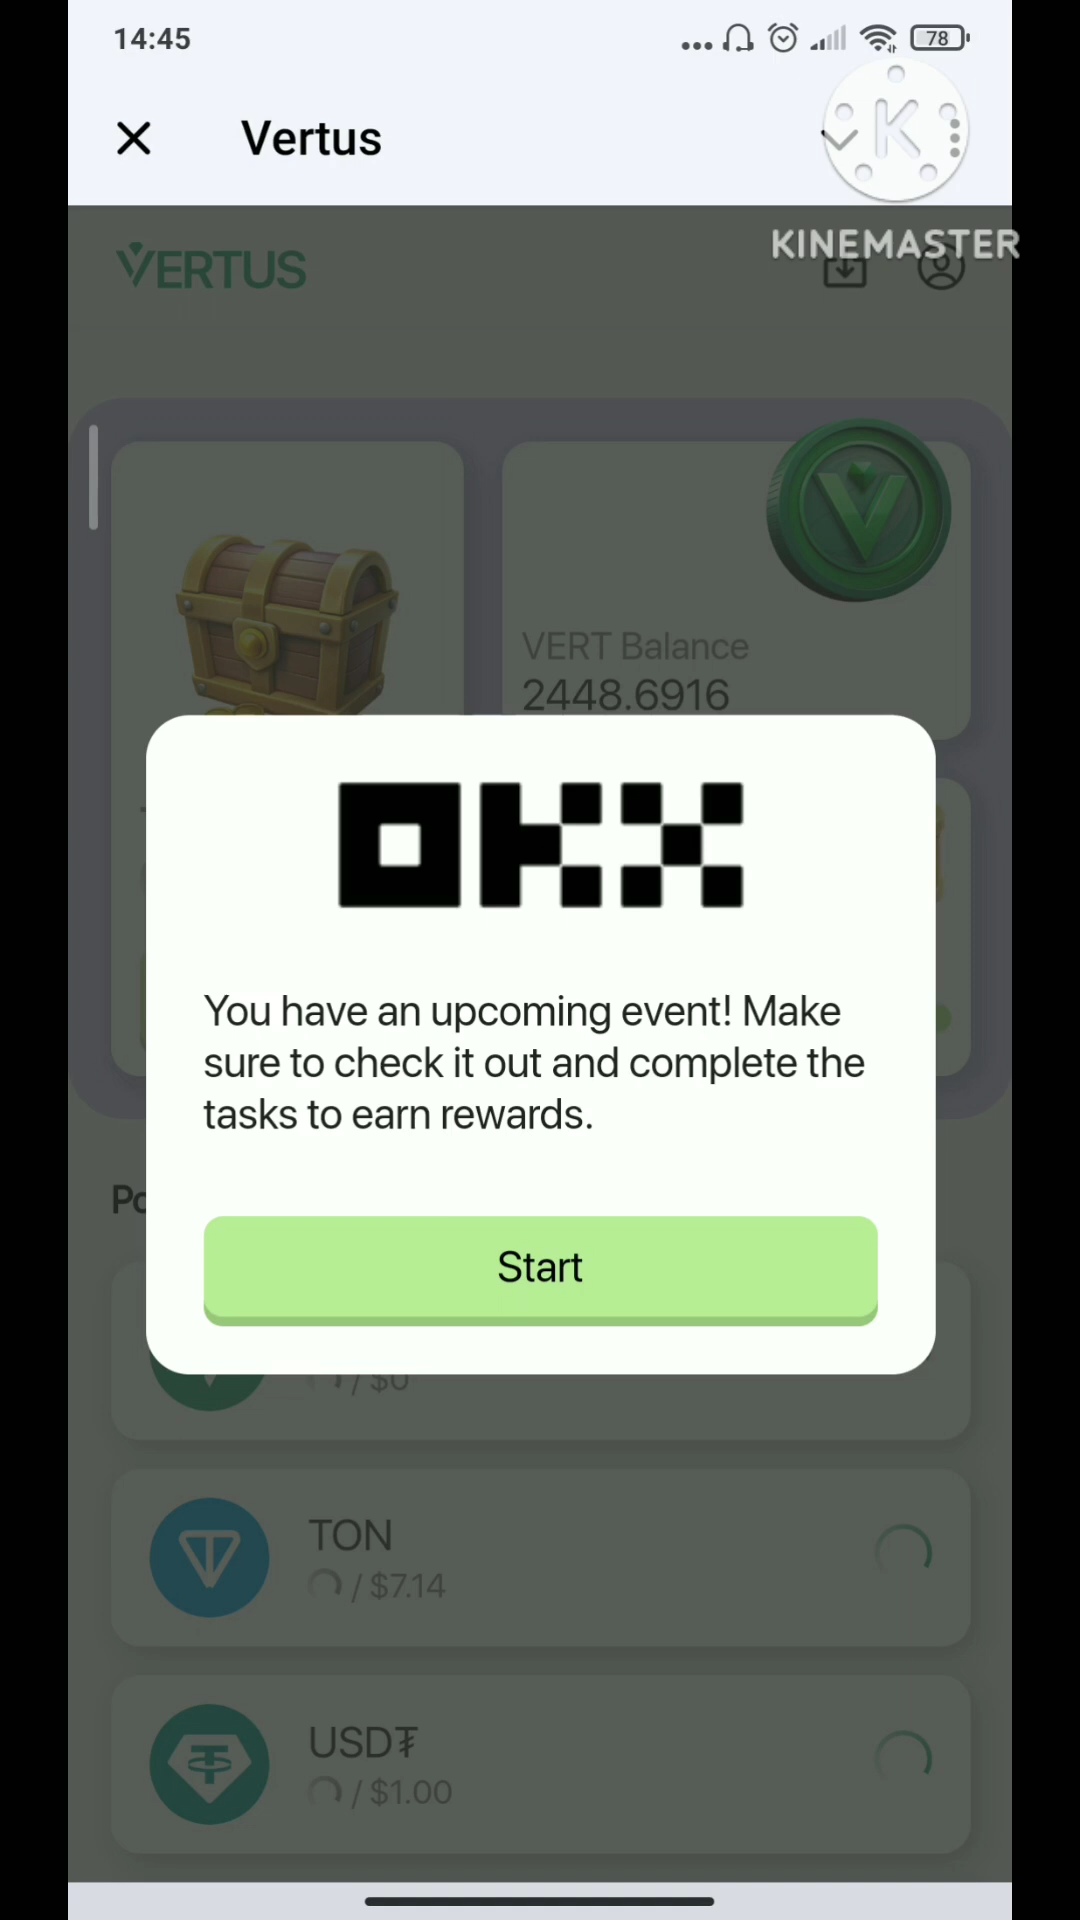 14:45
78
Vertus
K
KINEMASTER
VERTUS
VERT Balance
2448.6916
OKX
You have an upcoming event! Make
sure to check it out and complete the
tasks to earn rewards.
Start
/ $0
TON
/ $7.14
USD₮
/ $1.00